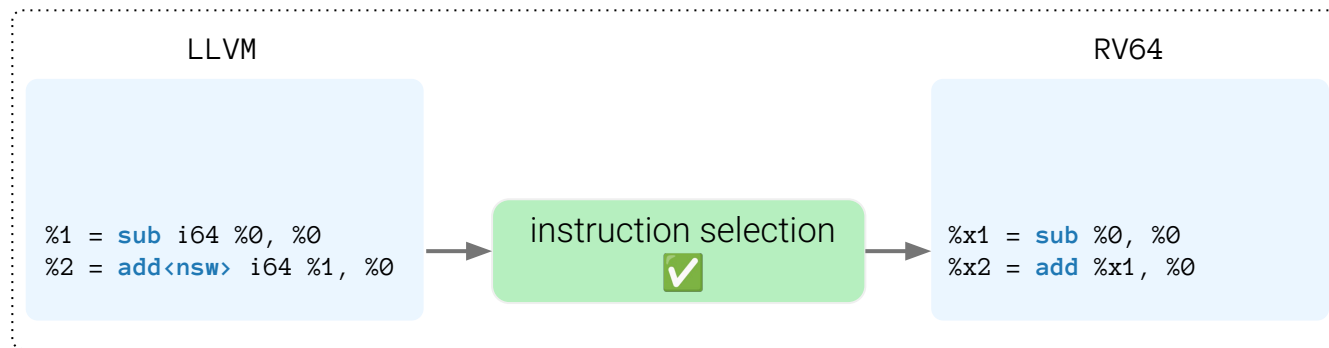 LLVM
RV64
%1 = sub i64 %0, %0
%2 = add<nsw> i64 %1, %0
instruction selection
✅
%x1 = sub %0, %0
%x2 = add %x1, %0